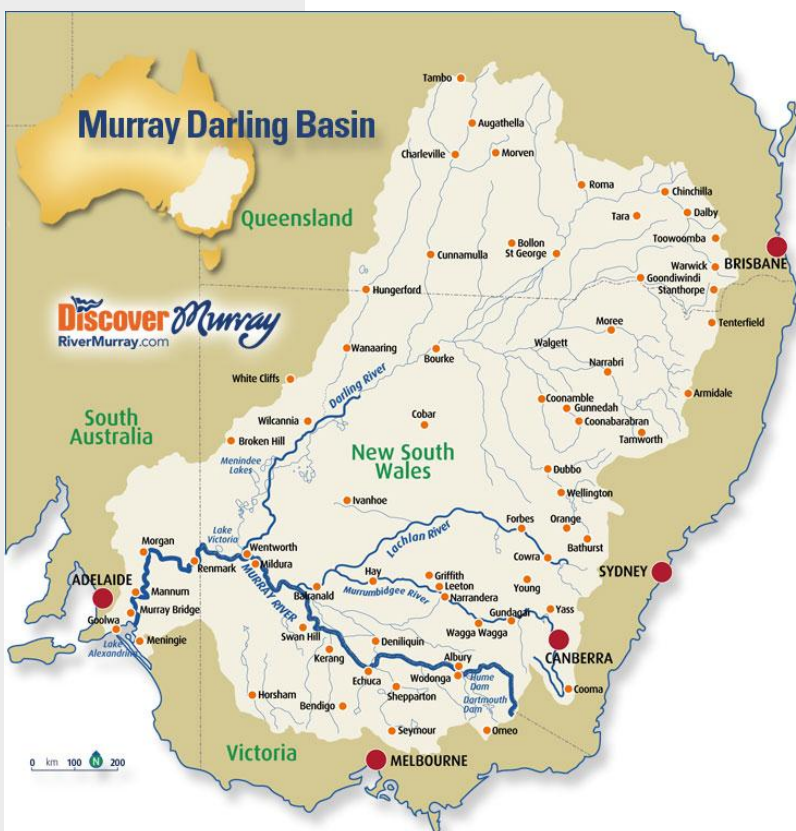 Murray Darling Basin
Tambo
Augathella
Charleville
Morven
Roma
Chinchilla
Queensland
Tara
Dalby
Bollon
Toowoomba
Cunnamulla
St George
BRISBANE
Warwick
Goondiwindi
Hungerford
Stanthorpe
Discover Murray
RiverMurray.com
Moree
Tenterfield
Wanaaring
Bourke
Walgett
Narrabri
White Cliffs
Darling River
Armidale
Coonamble
Gunnedah
South
Australia
Wilcannia
Cobar
Coonabarabran
Tamworth
Broken Hill
New South
Wales
Menindee
Lakes
Dubbo
Wellington
Ivanhoe
Lachlan River
Forbes
Orange
Lake
Victoria
Morgan
Wentworth
Bathurst
Renmark
Mildura
Cowra
SYDNEY
ADELAIDE
MURRAY RIVER
Hay
Griffith
Leeton
Young
Mannum
Balranald
Murrumbidgee River
Narrandera
Murray Bridge
Gundagai
Yass
Goolwa
Swan Hill
Wagga Wagga
Meningie
Deniliquin
Lake
Alexandrina
Kerang
Albury
CANBERRA
Echuca
Wodonga
Hume
Dam
Cooma
Horsham
Shepparton
Dartmouth
Dam
Bendigo
Seymour
Omeo
Victoria
MELBOURNE
0 km 100 N 200